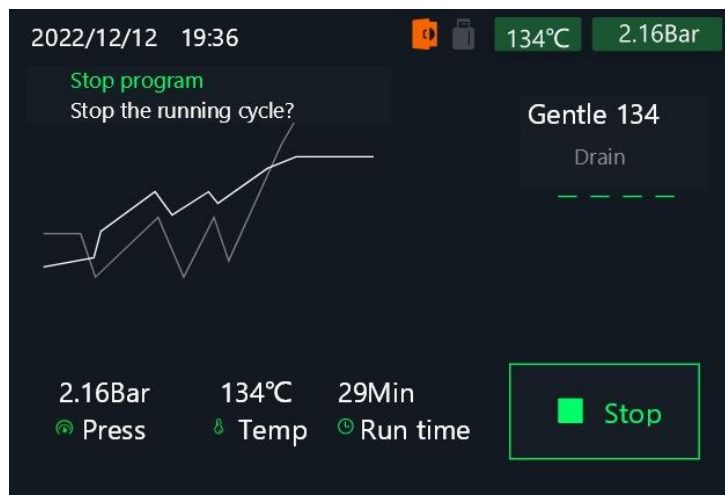 2022/12/12 19:36 134℃ 2.16Bar
Stop program
Stop the running cycle?
Gentle 134
Drain
2.16Bar 134℃ 29Min
Press Temp Run time
Stop